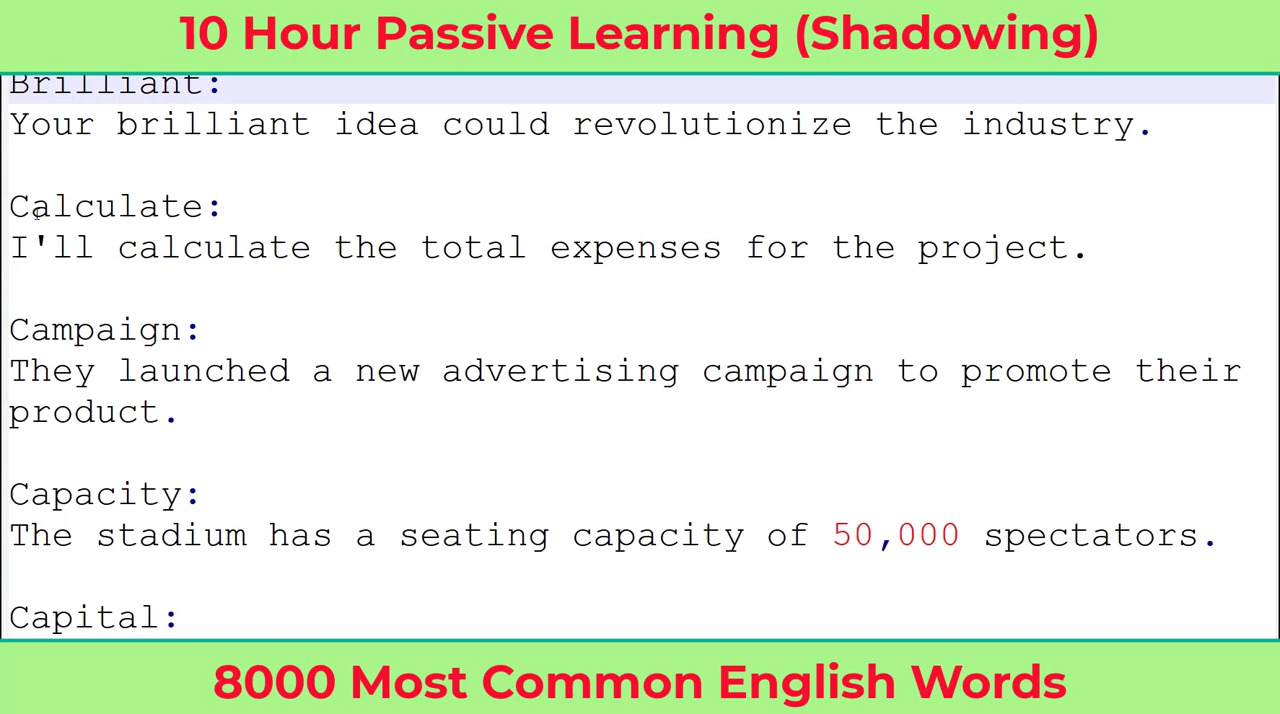 10 Hour Passive Learning (Shadowing)
Brilliant:
Your brilliant idea could revolutionize the industry.
Calculate:
I'll calculate the total expenses for the project.
Campaign:
They launched a new advertising campaign to promote their
product.
Capacity:
The stadium has a seating capacity of 50,000 spectators.
Capital:
8000 Most Common English Words